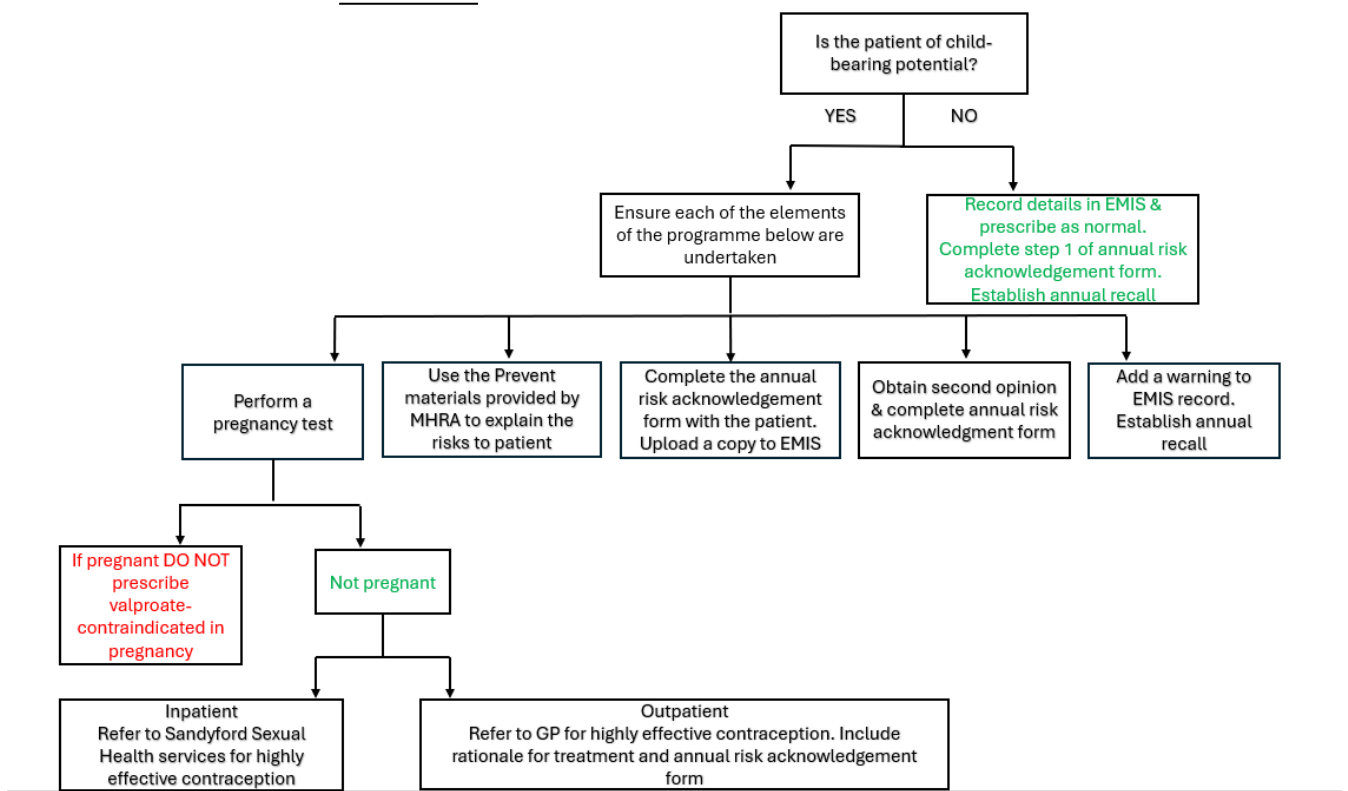 Is the patient of child-
bearing potential?
YES
NO
Ensure each of the elements
of the programme below are
undertaken
Record details in EMIS &
prescribe as normal.
Complete step 1 of annual risk
acknowledgement form.
Establish annual recall
Perform a
pregnancy test
Use the Prevent
materials provided by
MHRA to explain the
risks to patient
Complete the annual
risk acknowledgement
form with the patient.
Upload a copy to EMIS
Obtain second opinion
& complete annual risk
acknowledgment form
Add a warning to
EMIS record.
Establish annual
recall
If pregnant DO NOT
prescribe
valproate-
contraindicated in
pregnancy
Not pregnant
Inpatient
Refer to Sandyford Sexual
Health services for highly
effective contraception
Outpatient
Refer to GP for highly effective contraception. Include
rationale for treatment and annual risk acknowledgement
form